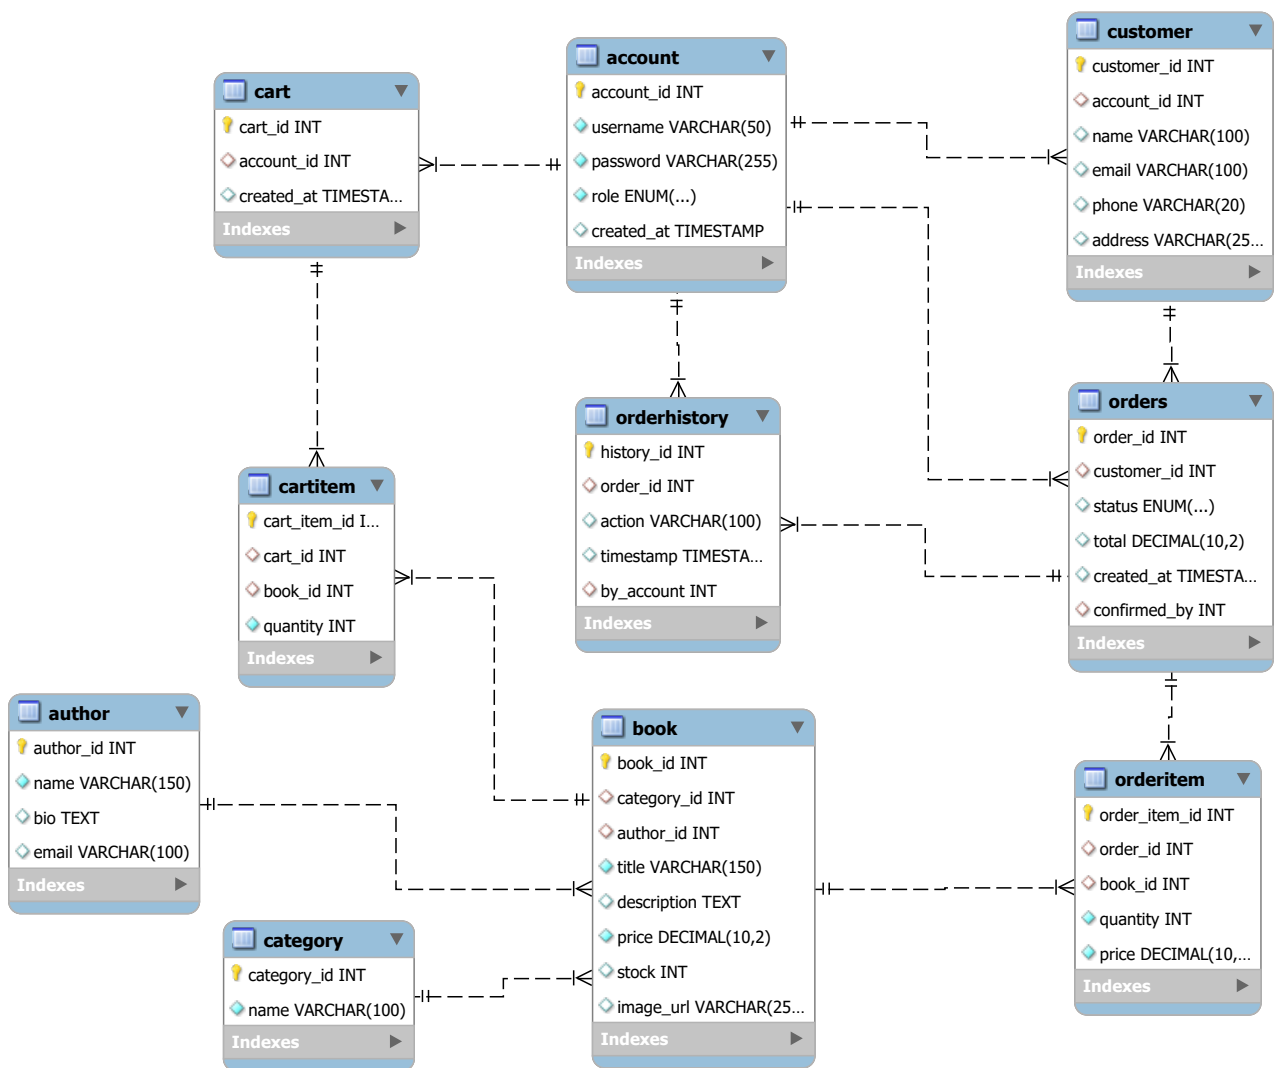 cart
cart_id INT
account_id INT
created_at TIMESTA...
Indexes
account
account_id INT
username VARCHAR(50)
password VARCHAR(255)
role ENUM(...)
created_at TIMESTAMP
Indexes
customer
customer_id INT
account_id INT
name VARCHAR(100)
email VARCHAR(100)
phone VARCHAR(20)
address VARCHAR(25...
Indexes
cartitem
cart_item_id I...
cart_id INT
book_id INT
quantity INT
Indexes
orderhistory
history_id INT
order_id INT
action VARCHAR(100)
timestamp TIMESTA...
by_account INT
Indexes
orders
order_id INT
customer_id INT
status ENUM(...)
total DECIMAL(10,2)
created_at TIMESTA...
confirmed_by INT
Indexes
author
author_id INT
name VARCHAR(150)
bio TEXT
email VARCHAR(100)
Indexes
category
category_id INT
name VARCHAR(100)
Indexes
book
book_id INT
category_id INT
author_id INT
title VARCHAR(150)
description TEXT
price DECIMAL(10,2)
stock INT
image_url VARCHAR(25...
Indexes
orderitem
order_item_id INT
order_id INT
book_id INT
quantity INT
price DECIMAL(10,...
Indexes